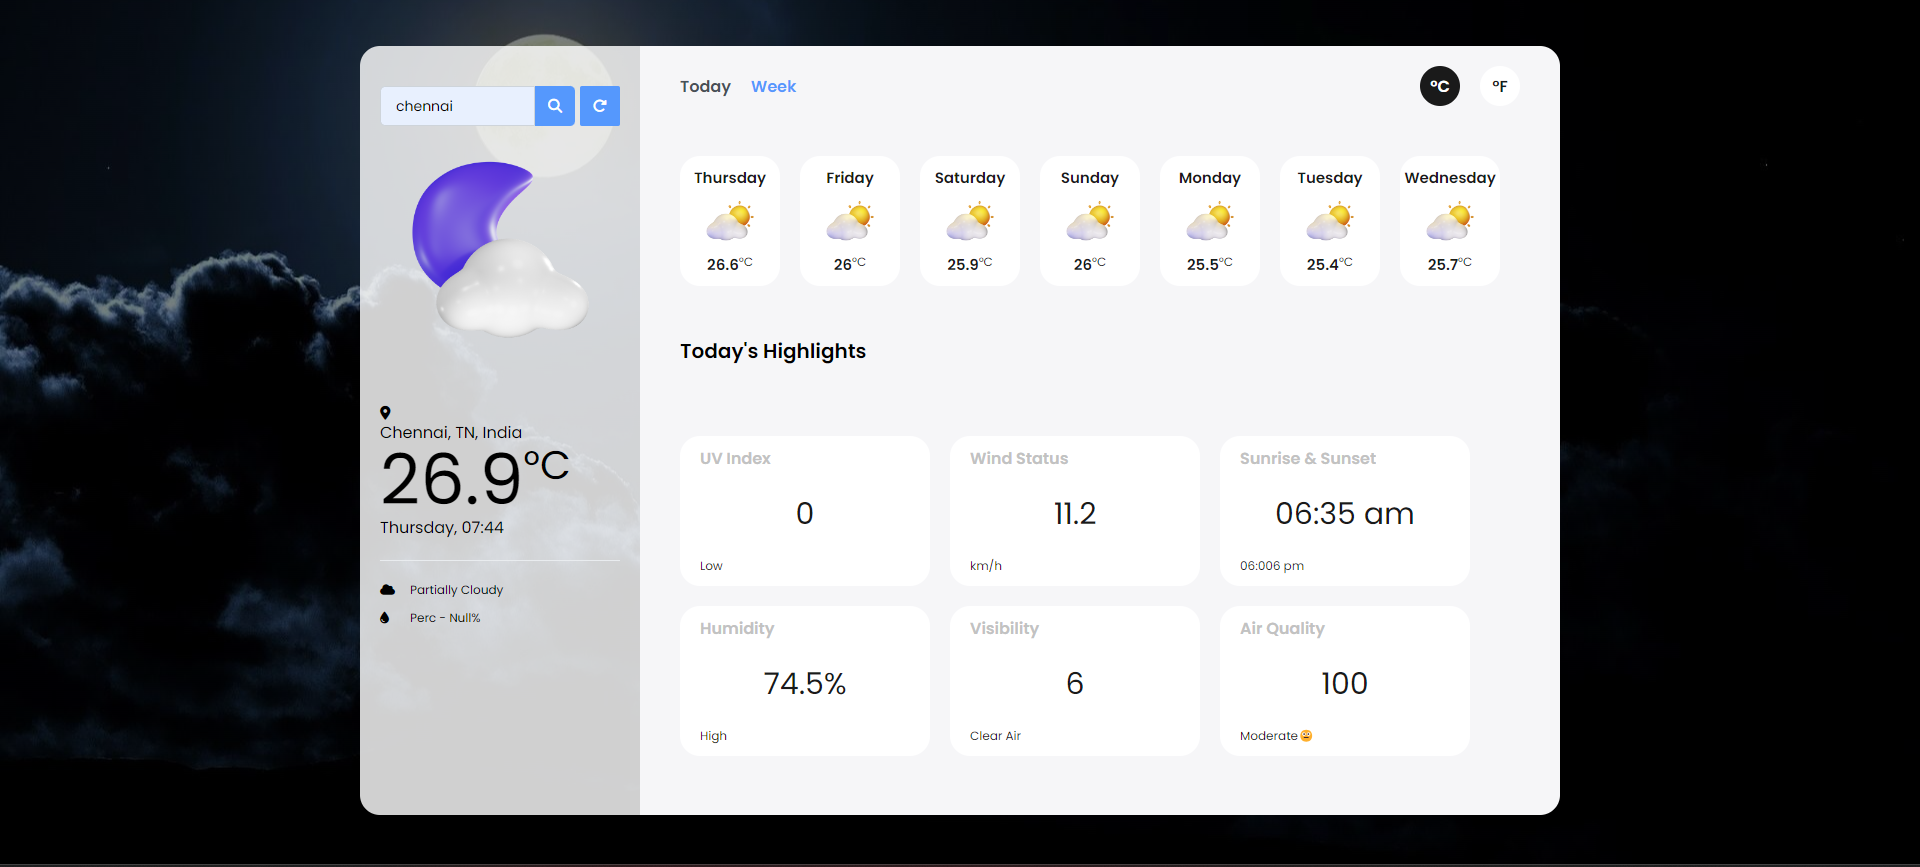 chennai
Chennai, TN, India
26.9°C
Thursday, 07:44
Partially Cloudy
Perc - Null%
Today Week
°C °F
Thursday Friday Saturday Sunday Monday Tuesday Wednesday
26.6°C 26°C 25.9°C 26°C 25.5°C 25.4°C 25.7°C
Today's Highlights
UV Index
0
Low
Wind Status
11.2
km/h
Sunrise & Sunset
06:35 am
06:006 pm
Humidity
74.5%
High
Visibility
6
Clear Air
Air Quality
100
Moderate😐